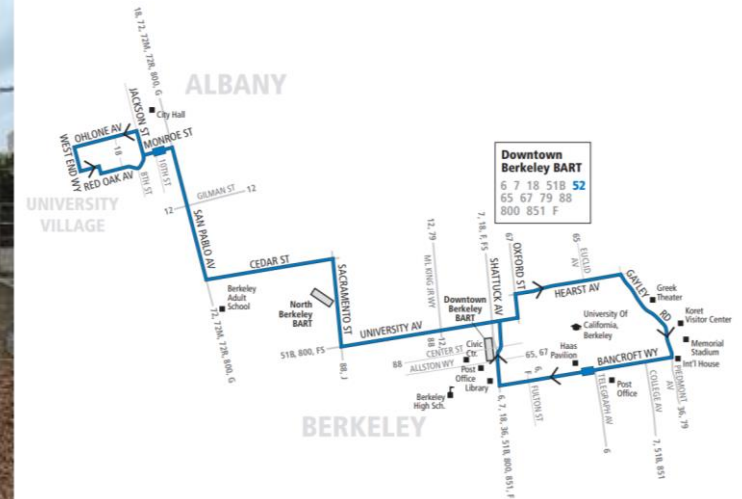 18, 72, 72M, 72R, 800, G
ALBANY
JACKSON ST
City Hall
OHLONE AV
MONROE ST
WEST END WY
18
RED OAK AV
8TH ST
10TH ST
UNIVERSITY
VILLAGE
GILMAN ST
12
12
SAN PABLO AV
CEDAR ST
Berkeley
Adult
School
72, 72M, 72R, 800, G
North
Berkeley
BART
SACRAMENTO ST
51B, 800, FS
88, J
UNIVERSITY AV
12, 79
ML KING JR WY
88
12
7, 18, F, FS
SHATTUCK AV
67
OXFORD ST
Downtown
Berkeley BART
6 7 18 51B 52
65 67 79 88
800 851 F
Downtown
Berkeley
BART
Civic
Ctr.
CENTER ST
88
ALLSTON WY
Post
Office
Library
Berkeley
High Sch.
BERKELEY
65, 67
6,
F
FULTON ST
6, 7, 18, 36, 51B, 800, 851, F
65
EUCLID
AV
HEARST AV
GAYLEY
RD
Greek
Theater
Koret
Visitor Center
Memorial
Stadium
Int'l House
University Of
California,
Berkeley
Haas
Pavilion
BANCROFT WY
TELEGRAPH AV
6
Post
Office
COLLEGE AV
7, 51B, 851
PIEDMONT
AV
36, 79